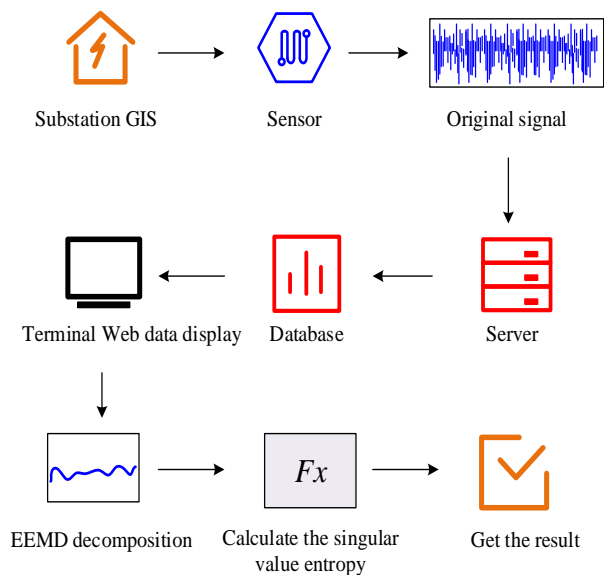 Substation GIS
Sensor
Original signal
Terminal Web data display
Database
Server
Fx
EEMD decomposition
Calculate the singular
value entropy
Get the result